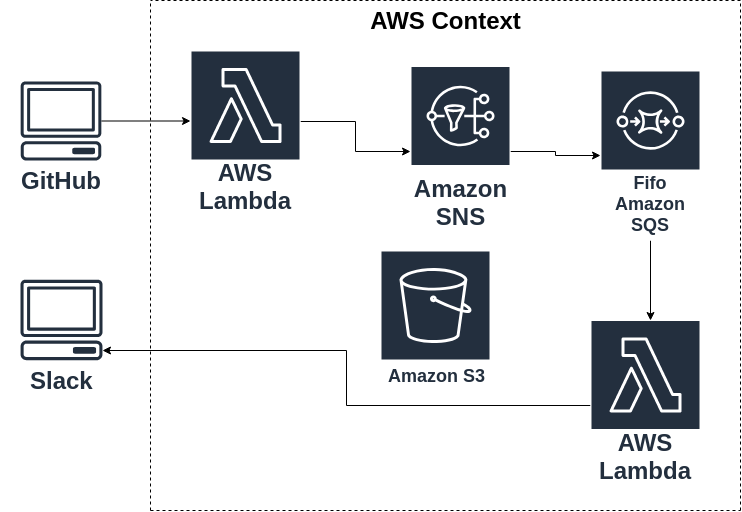 AWS Context
GitHub
AWS
Lambda
Amazon
SNS
Fifo
Amazon
SQS
Slack
Amazon S3
AWS
Lambda